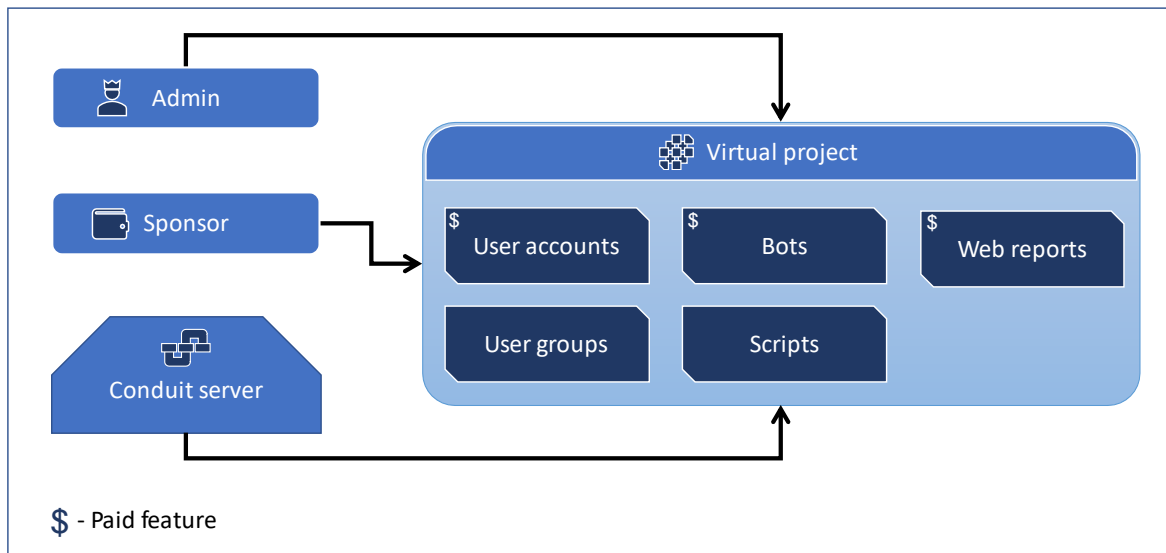 Admin
Virtual project
Sponsor
$
User accounts
$
Bots
$
Web reports
User groups
Scripts
Conduit server
$ - Paid feature